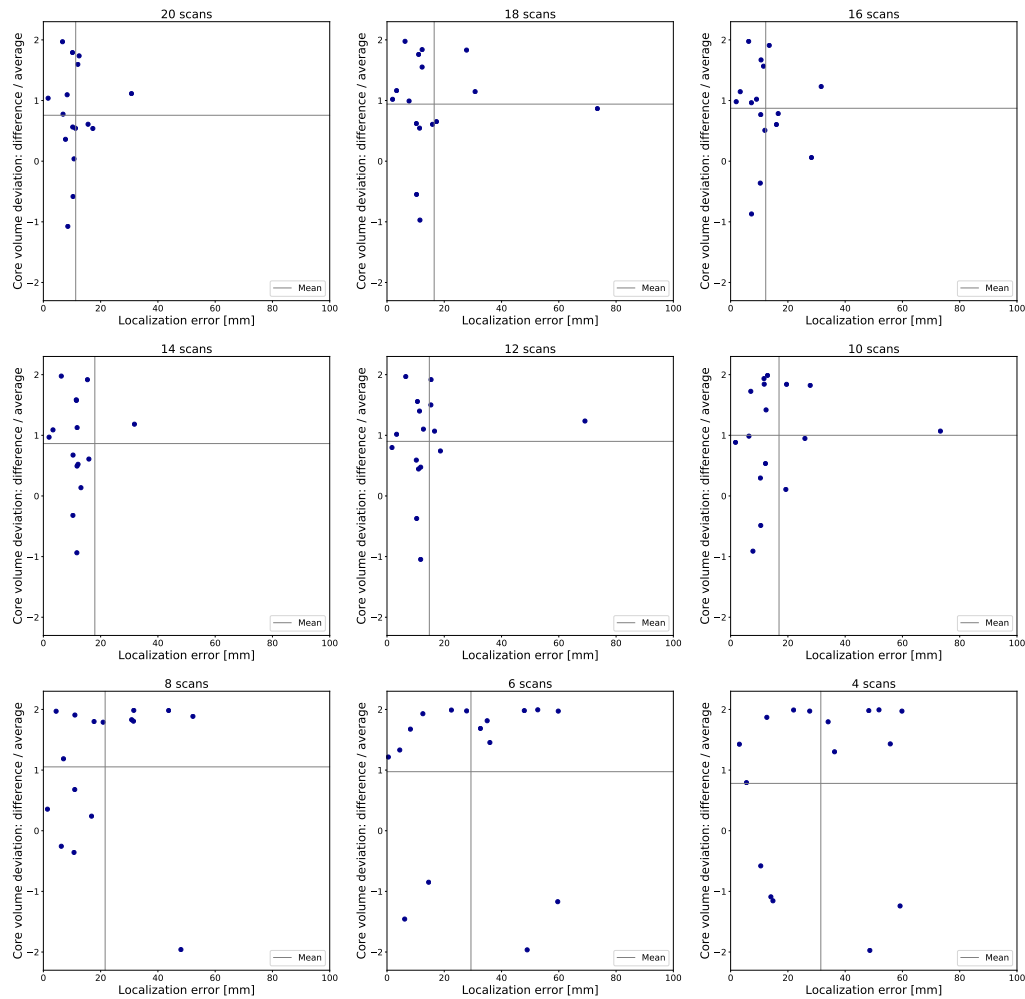 20 scans
Core volume deviation: difference / average
2
1
0
−1
−2
Mean
0 20 40 60 80 100
Localization error [mm]
18 scans
Core volume deviation: difference / average
2
1
0
−1
−2
Mean
0 20 40 60 80 100
Localization error [mm]
16 scans
Core volume deviation: difference / average
2
1
0
−1
−2
Mean
0 20 40 60 80 100
Localization error [mm]
14 scans
Core volume deviation: difference / average
2
1
0
−1
−2
Mean
0 20 40 60 80 100
Localization error [mm]
12 scans
Core volume deviation: difference / average
2
1
0
−1
−2
Mean
0 20 40 60 80 100
Localization error [mm]
10 scans
Core volume deviation: difference / average
2
1
0
−1
−2
Mean
0 20 40 60 80 100
Localization error [mm]
8 scans
Core volume deviation: difference / average
2
1
0
−1
−2
Mean
0 20 40 60 80 100
Localization error [mm]
6 scans
Core volume deviation: difference / average
2
1
0
−1
−2
Mean
0 20 40 60 80 100
Localization error [mm]
4 scans
Core volume deviation: difference / average
2
1
0
−1
−2
Mean
0 20 40 60 80 100
Localization error [mm]